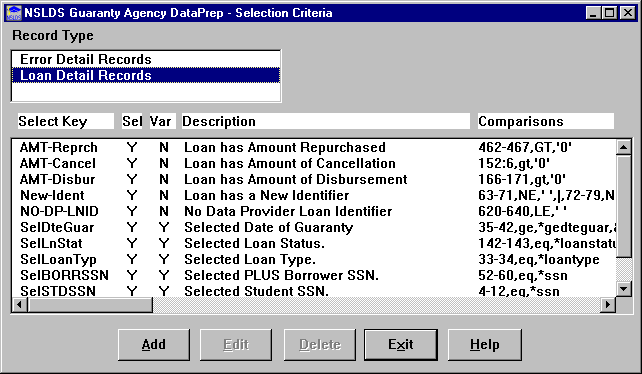 NSLDS Guaranty Agency DataPrep - Selection Criteria
Record Type
Error Detail Records
Loan Detail Records
Select Key Sel Var Description Comparisons
AMT-Reprch Y N Loan has Amount Repurchased 462-467,GT,'0'
AMT-Cancel Y N Loan has Amount of Cancellation 152:6,gt,'0'
AMT-Disbur Y N Loan has Amount of Disbursement 166-171,gt,'0'
New-Ident Y N Loan has a New Identifier 63-71,NE,' ',|,72-79,N
NO-DP-LNID Y N No Data Provider Loan Identifier 620-640,LE,' '
SelDteGuar Y Y Selected Date of Guaranty 35-42,ge,*gedteguar,&
SelLnStat Y Y Selected Loan Status. 142-143,eq,*loanstatu
SelLoanTyp Y Y Selected Loan Type. 33-34,eq,*loantype
SelBORRSSN Y Y Selected PLUS Borrower SSN. 52-60,eq,*ssn
SelSTDSSN Y Y Selected Student SSN. 4-12,eq,*ssn
Add Edit Delete Exit Help